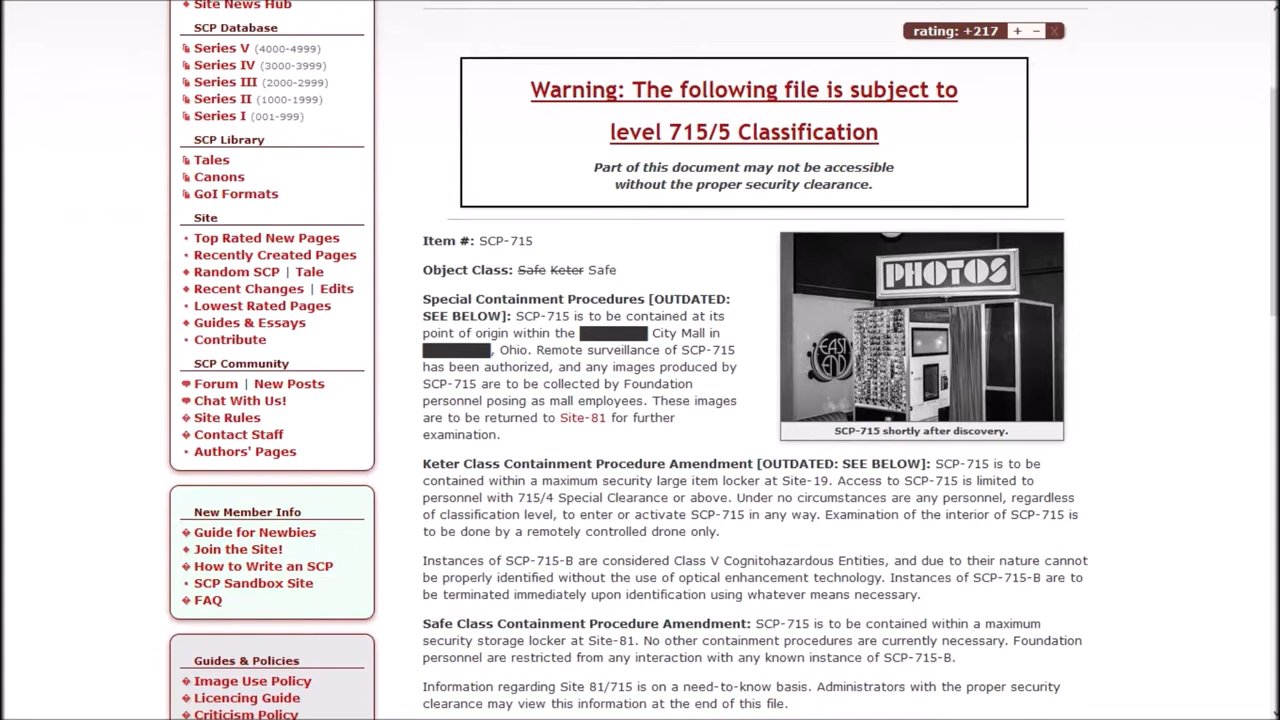 Site News Hub
SCP Database
Series V (4000-4999)
Series IV (3000-3999)
Series III (2000-2999)
Series II (1000-1999)
Series I (001-999)
SCP Library
Tales
Canons
GoI Formats
Site
Top Rated New Pages
Recently Created Pages
Random SCP | Tale
Recent Changes | Edits
Lowest Rated Pages
Guides & Essays
Contribute
SCP Community
Forum | New Posts
Chat With Us!
Site Rules
Contact Staff
Authors' Pages
New Member Info
Guide for Newbies
Join the Site!
How to Write an SCP
SCP Sandbox Site
FAQ
Guides & Policies
Image Use Policy
Licencing Guide
Criticism Policy
rating: +217 + − X
Warning: The following file is subject to
level 715/5 Classification
Part of this document may not be accessible
without the proper security clearance.
Item #: SCP-715
Object Class: Safe Keter Safe
Special Containment Procedures [OUTDATED:
SEE BELOW]: SCP-715 is to be contained at its
point of origin within the City Mall in
, Ohio. Remote surveillance of SCP-715
has been authorized, and any images produced by
SCP-715 are to be collected by Foundation
personnel posing as mall employees. These images
are to be returned to Site-81 for further
examination.
PHOTOS
EAST
END
SCP-715 shortly after discovery.
Keter Class Containment Procedure Amendment [OUTDATED: SEE BELOW]: SCP-715 is to be
contained within a maximum security large item locker at Site-19. Access to SCP-715 is limited to
personnel with 715/4 Special Clearance or above. Under no circumstances are any personnel, regardless
of classification level, to enter or activate SCP-715 in any way. Examination of the interior of SCP-715 is
to be done by a remotely controlled drone only.
Instances of SCP-715-B are considered Class V Cognitohazardous Entities, and due to their nature cannot
be properly identified without the use of optical enhancement technology. Instances of SCP-715-B are to
be terminated immediately upon identification using whatever means necessary.
Safe Class Containment Procedure Amendment: SCP-715 is to be contained within a maximum
security storage locker at Site-81. No other containment procedures are currently necessary. Foundation
personnel are restricted from any interaction with any known instance of SCP-715-B.
Information regarding Site 81/715 is on a need-to-know basis. Administrators with the proper security
clearance may view this information at the end of this file.